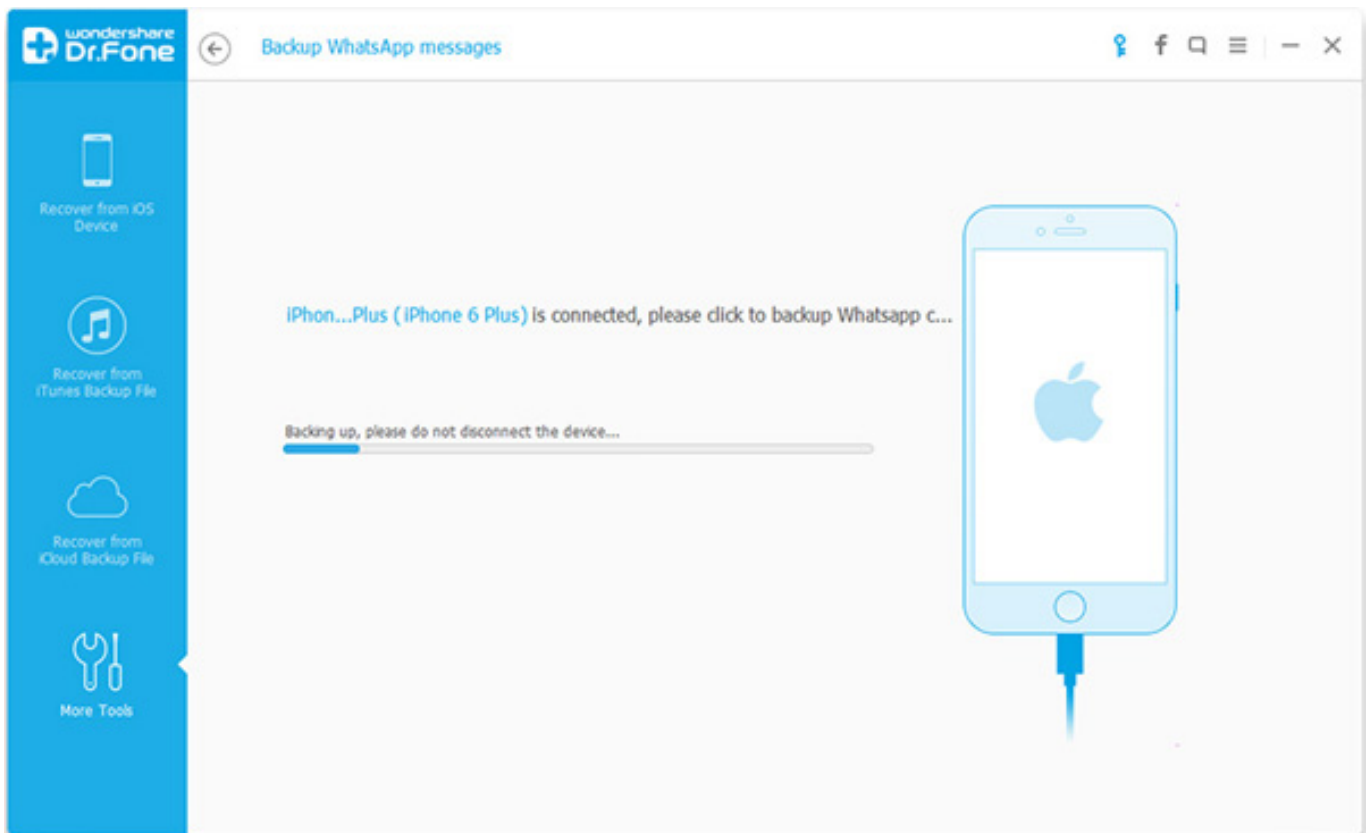 wondershare
Dr.Fone
Backup WhatsApp messages
Recover from iOS
Device
Recover from
iTunes Backup File
Recover from
iCloud Backup File
More Tools
iPhon...Plus ( iPhone 6 Plus) is connected, please click to backup Whatsapp c...
Backing up, please do not disconnect the device...